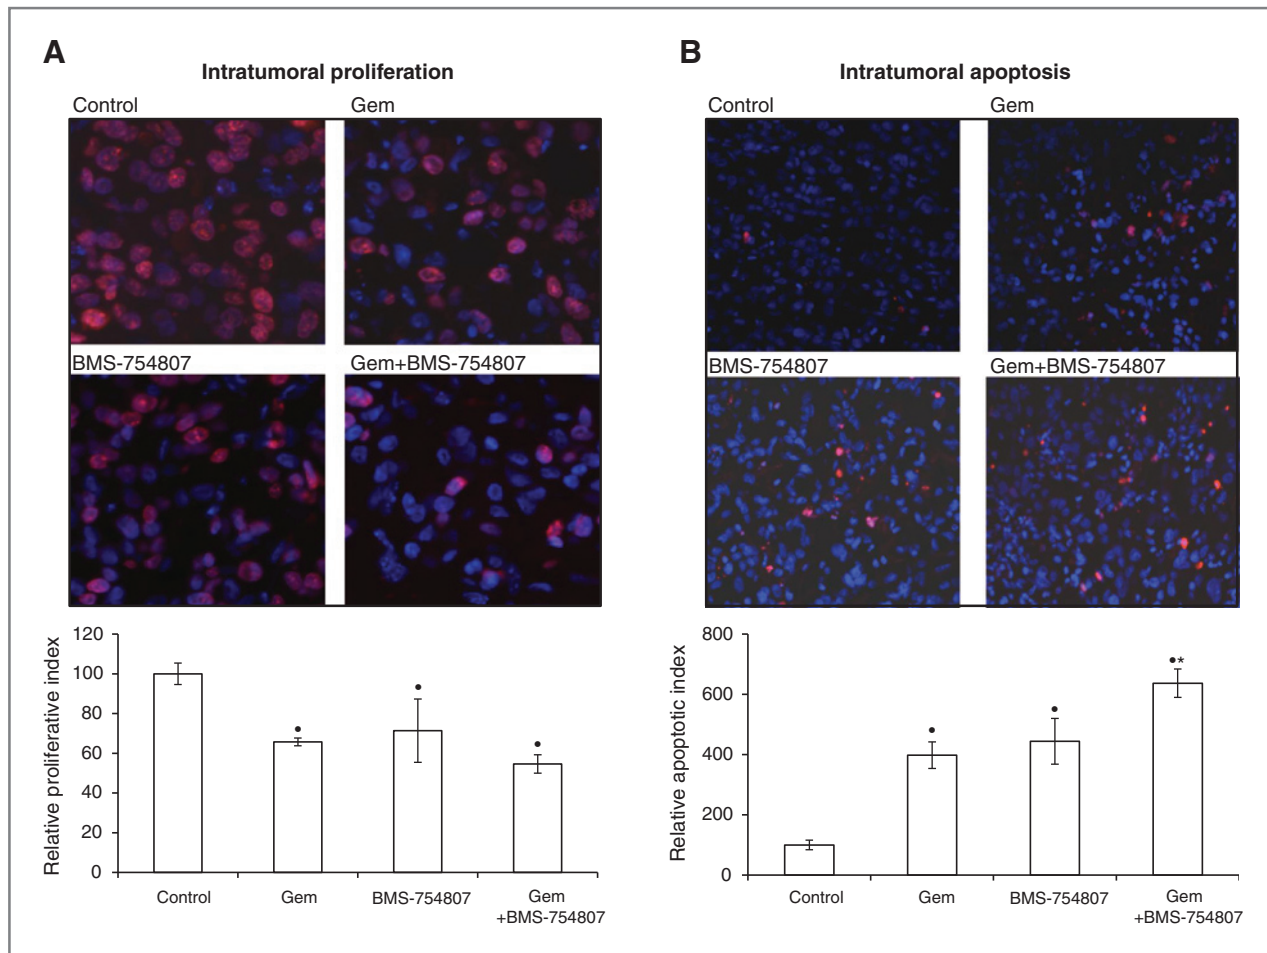 A
Intratumoral proliferation
Control
Gem
BMS-754807
Gem+BMS-754807
120
100
80
60
40
20
0
Relative proliferative index
•
•
•
Control
Gem
BMS-754807
Gem
+BMS-754807
B
Intratumoral apoptosis
Control
Gem
BMS-754807
Gem+BMS-754807
800
600
400
200
0
Relative apoptotic index
•
•
•*
Control
Gem
BMS-754807
Gem
+BMS-754807